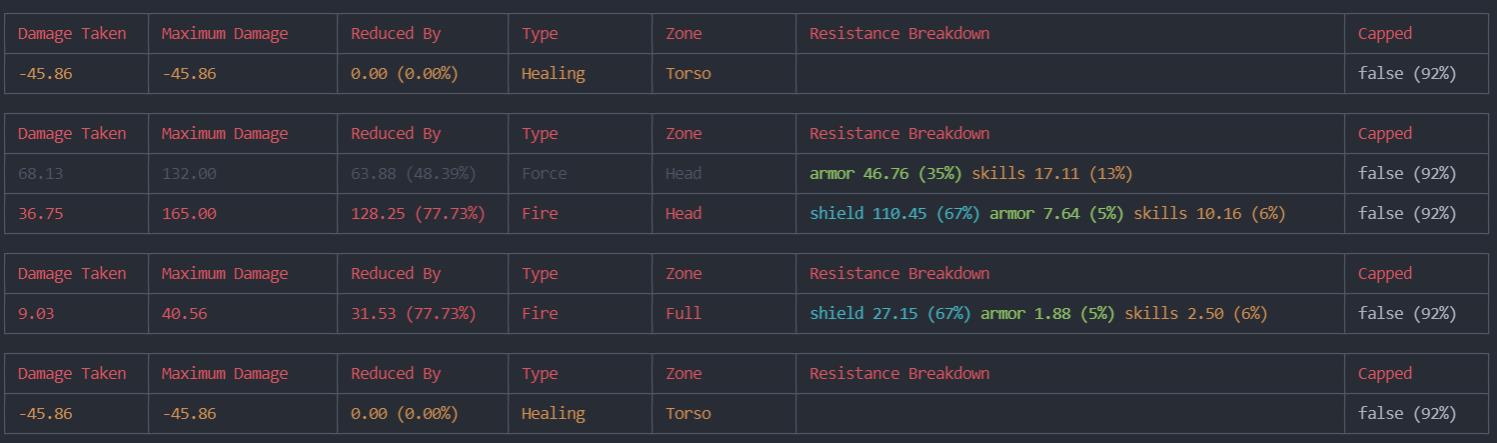 Damage Taken Maximum Damage Reduced By Type Zone Resistance Breakdown Capped
-45.86 -45.86 0.00 (0.00%) Healing Torso false (92%)
Damage Taken Maximum Damage Reduced By Type Zone Resistance Breakdown Capped
68.13 132.00 63.88 (48.39%) Force Head armor 46.76 (35%) skills 17.11 (13%) false (92%)
36.75 165.00 128.25 (77.73%) Fire Head shield 110.45 (67%) armor 7.64 (5%) skills 10.16 (6%) false (92%)
Damage Taken Maximum Damage Reduced By Type Zone Resistance Breakdown Capped
9.03 40.56 31.53 (77.73%) Fire Full shield 27.15 (67%) armor 1.88 (5%) skills 2.50 (6%) false (92%)
Damage Taken Maximum Damage Reduced By Type Zone Resistance Breakdown Capped
-45.86 -45.86 0.00 (0.00%) Healing Torso false (92%)